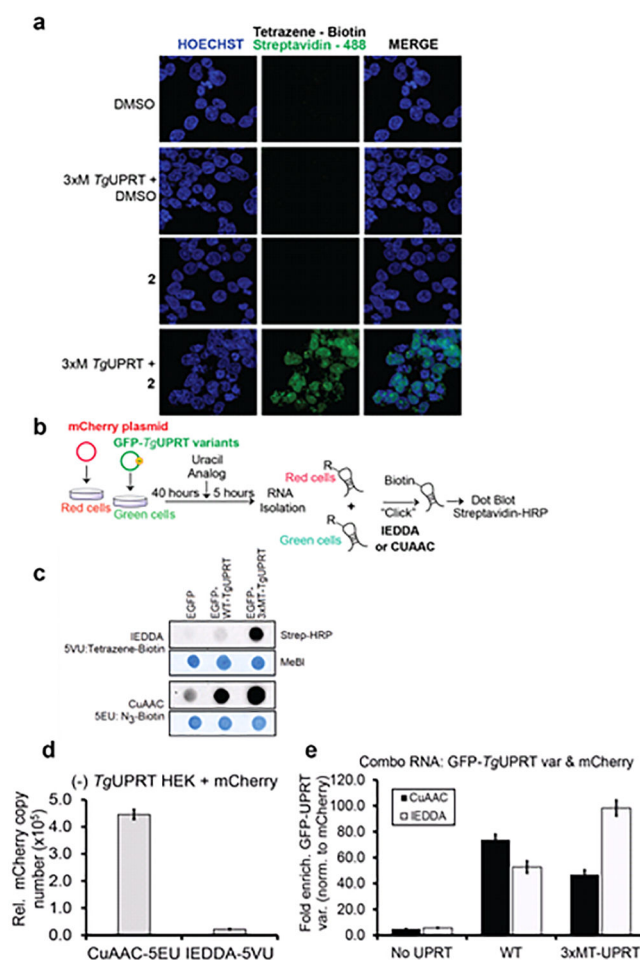 a
Tetrazene - Biotin
HOECHST Streptavidin - 488 MERGE
DMSO
3xM TgUPRT +
DMSO
2
3xM TgUPRT +
2
b
mCherry plasmid
GFP-TgUPRT variants
Uracil
Analog
40 hours 5 hours
Red cells
Green cells
RNA
Isolation
Red cells R
+
Green cells R
Biotin
"Click"
IEDDA
or CUAAC
Dot Blot
Streptavidin-HRP
c
EGFP
EGFP-
WT-TgUPRT
EGFP-
3xMT-TgUPRT
IEDDA
5VU:Tetrazene-Biotin
Strep-HRP
MeBl
CuAAC
5EU: N3-Biotin
d
(-) TgUPRT HEK + mCherry
Rel. mCherry copy
number (x10⁵)
5.0
4.0
3.0
2.0
1.0
0.0
CuAAC-5EU IEDDA-5VU
e
Combo RNA: GFP-TgUPRT var & mCherry
Fold enrich. GFP-UPRT
var. (norm. to mCherry)
120.0
100.0
80.0
60.0
40.0
20.0
0.0
CuAAC
IEDDA
No UPRT WT 3xMT-UPRT